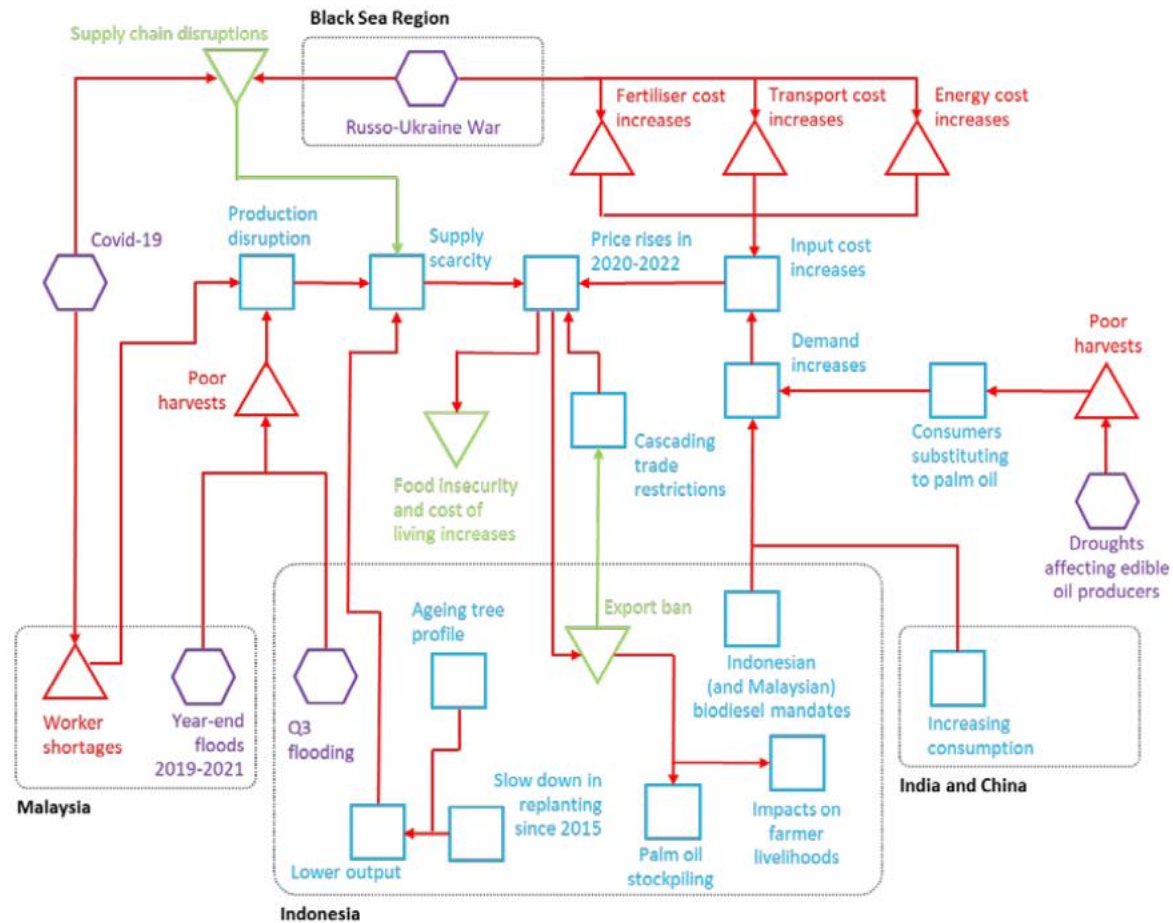 Black Sea Region
Supply chain disruptions
Russo-Ukraine War
Fertiliser cost
increases
Transport cost
increases
Energy cost
increases
Covid-19
Production
disruption
Supply
scarcity
Price rises in
2020-2022
Input cost
increases
Poor
harvests
Demand
increases
Poor
harvests
Food insecurity
and cost of
living increases
Cascading
trade
restrictions
Consumers
substituting
to palm oil
Droughts
affecting edible
oil producers
Ageing tree
profile
Export ban
Indonesian
(and Malaysian)
biodiesel mandates
Worker
shortages
Year-end
floods
2019-2021
Q3
flooding
Increasing
consumption
Malaysia
India and China
Slow down in
replanting
since 2015
Lower output
Palm oil
stockpiling
Impacts on
farmer
livelihoods
Indonesia